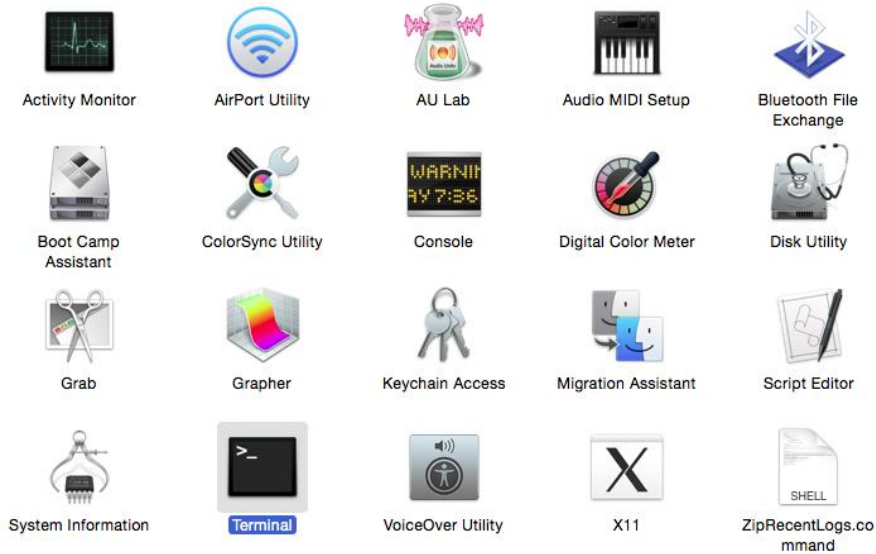 Audio Units
Activity Monitor
AirPort Utility
AU Lab
Audio MIDI Setup
Bluetooth File
Exchange
WARNIN
AY 7:36
Boot Camp
Assistant
ColorSync Utility
Console
Digital Color Meter
Disk Utility
Grab
Grapher
Keychain Access
Migration Assistant
Script Editor
>_
X
SHELL
System Information
Terminal
VoiceOver Utility
X11
ZipRecentLogs.co
mmand